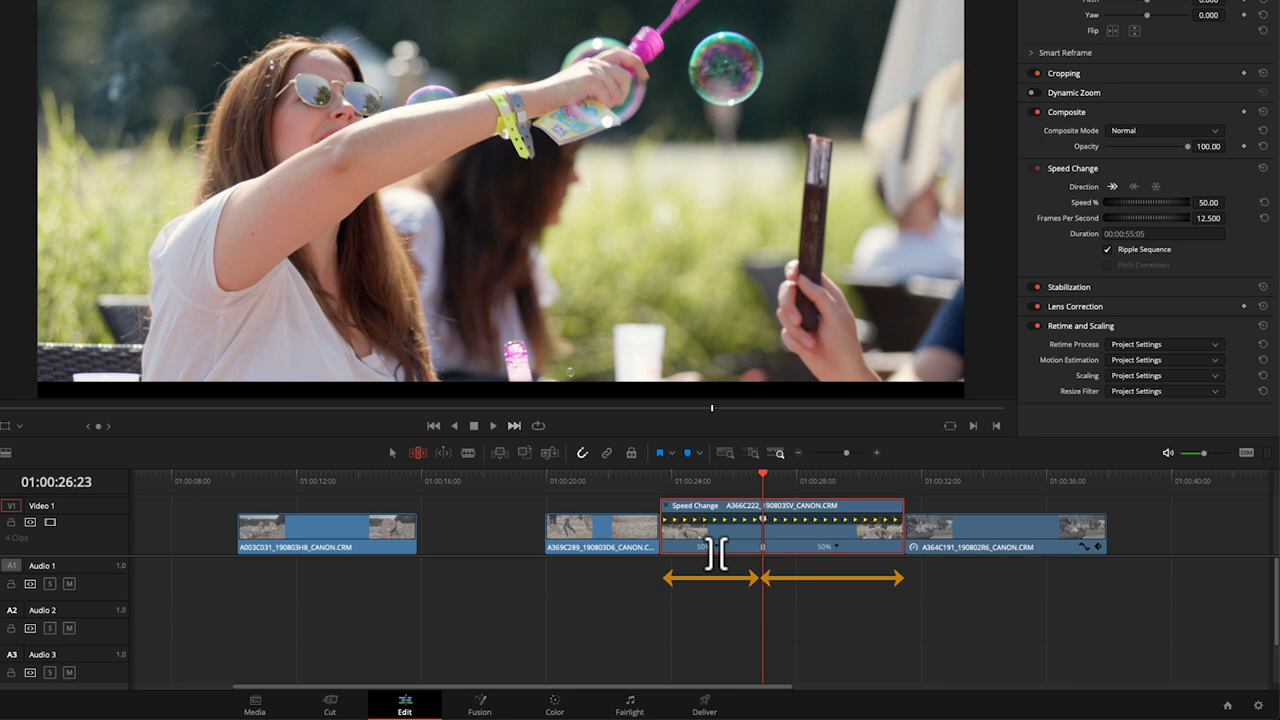 0.000
Yaw 0.000
Flip
Smart Reframe
Cropping
Dynamic Zoom
Composite
Composite Mode Normal
Opacity 100.00
Speed Change
Direction
Speed % 50.00
Frames Per Second 12.500
Duration 00:00:55:05
Ripple Sequence
Pitch Correction
Stabilization
Lens Correction
Retime and Scaling
Retime Process Project Settings
Motion Estimation Project Settings
Scaling Project Settings
Resize Filter Project Settings
DIM
01:00:26:23
01:00:08:00 01:00:12:00 01:00:16:00 01:00:20:00 01:00:24:00 01:00:28:00 01:00:32:00 01:00:36:00 01:00:40:00
V1 Video 1
4 Clips
Speed Change A366C222_190803SV_CANON.CRM
A003C031_190803H8_CANON.CRM A369C289_190803D6_CANON.C... 50% A364C191_190802R6_CANON.CRM
A1 Audio 1 1.0
S M
A2 Audio 2 1.0
S M
A3 Audio 3 1.0
S M
Media Cut Edit Fusion Color Fairlight Deliver